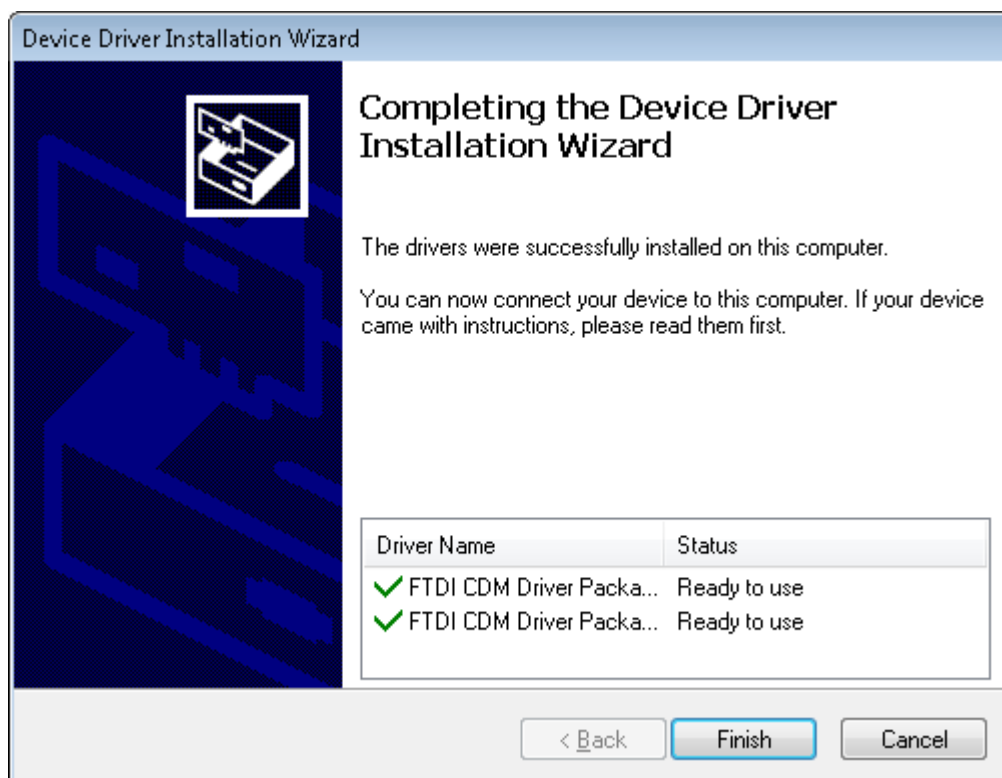 Device Driver Installation Wizard
Completing the Device Driver
Installation Wizard
The drivers were successfully installed on this computer.
You can now connect your device to this computer. If your device
came with instructions, please read them first.
Driver Name Status
FTDI CDM Driver Packa... Ready to use
FTDI CDM Driver Packa... Ready to use
< Back Finish Cancel